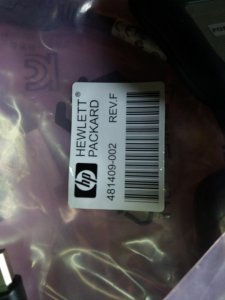 HEWLETT®
PACKARD
hp
481409-002 REV.F